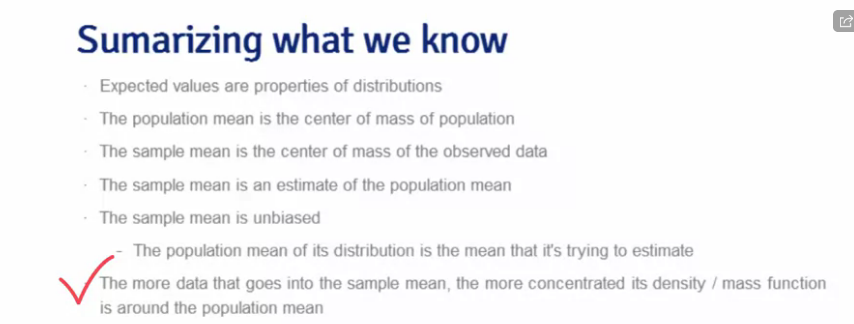 Sumarizing what we know
· Expected values are properties of distributions
· The population mean is the center of mass of population
· The sample mean is the center of mass of the observed data
· The sample mean is an estimate of the population mean
· The sample mean is unbiased
- The population mean of its distribution is the mean that it's trying to estimate
· The more data that goes into the sample mean, the more concentrated its density / mass function
is around the population mean